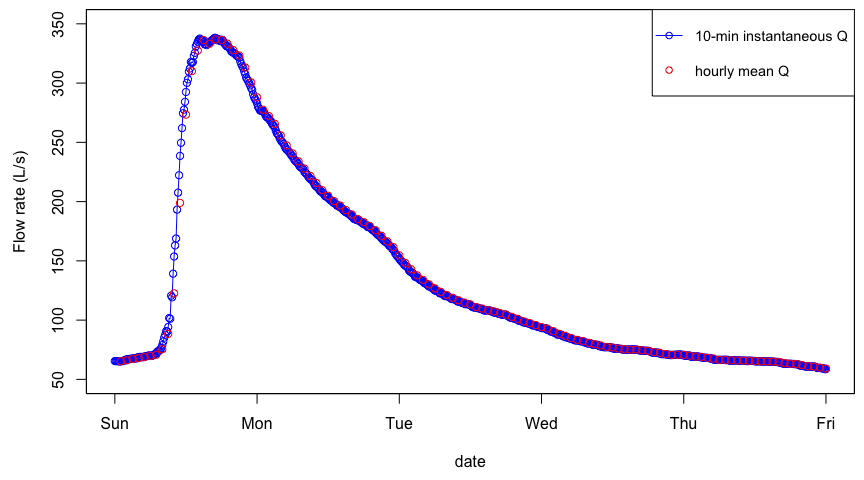 10-min instantaneous Q
hourly mean Q
Flow rate (L/s)
350
300
250
200
150
100
50
Sun Mon Tue Wed Thu Fri
date